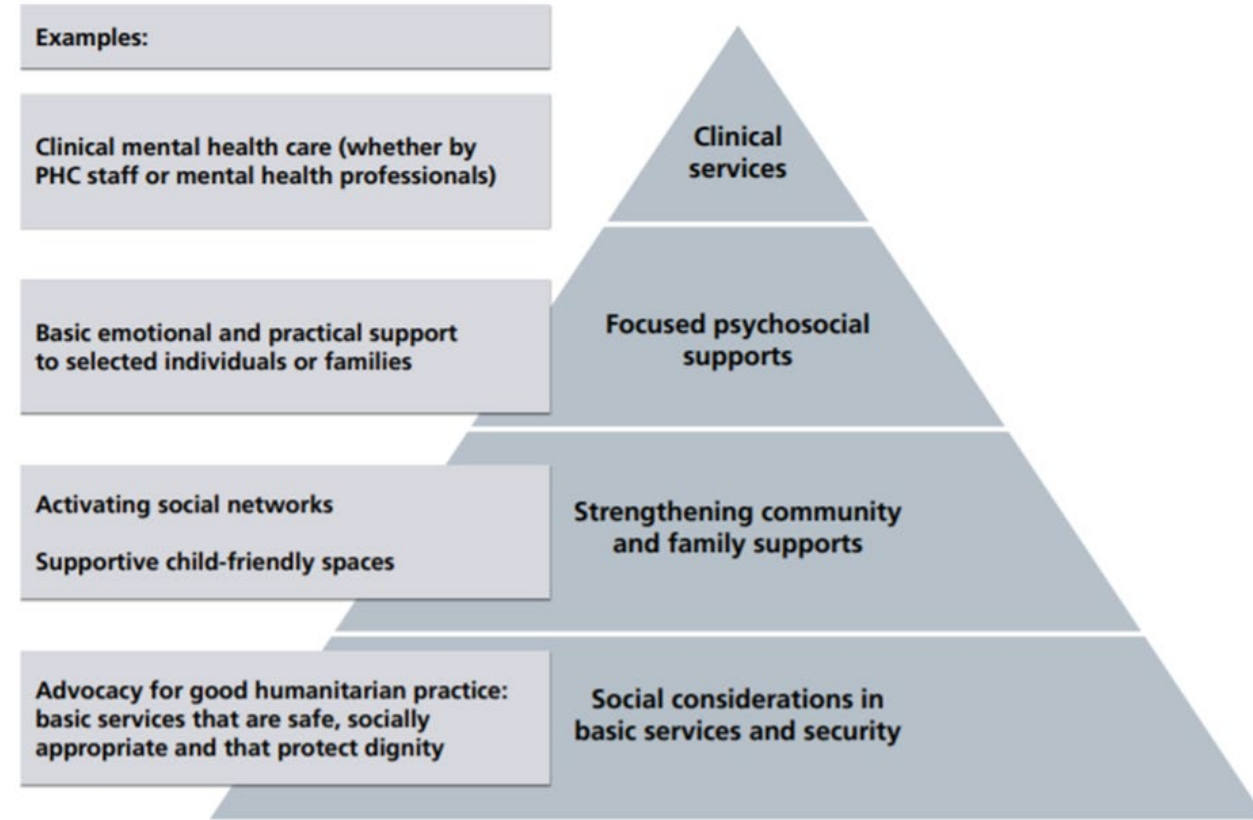 Examples:
Clinical mental health care (whether by
PHC staff or mental health professionals)
Clinical
services
Basic emotional and practical support
to selected individuals or families
Focused psychosocial
supports
Activating social networks
Supportive child-friendly spaces
Strengthening community
and family supports
Advocacy for good humanitarian practice:
basic services that are safe, socially
appropriate and that protect dignity
Social considerations in
basic services and security